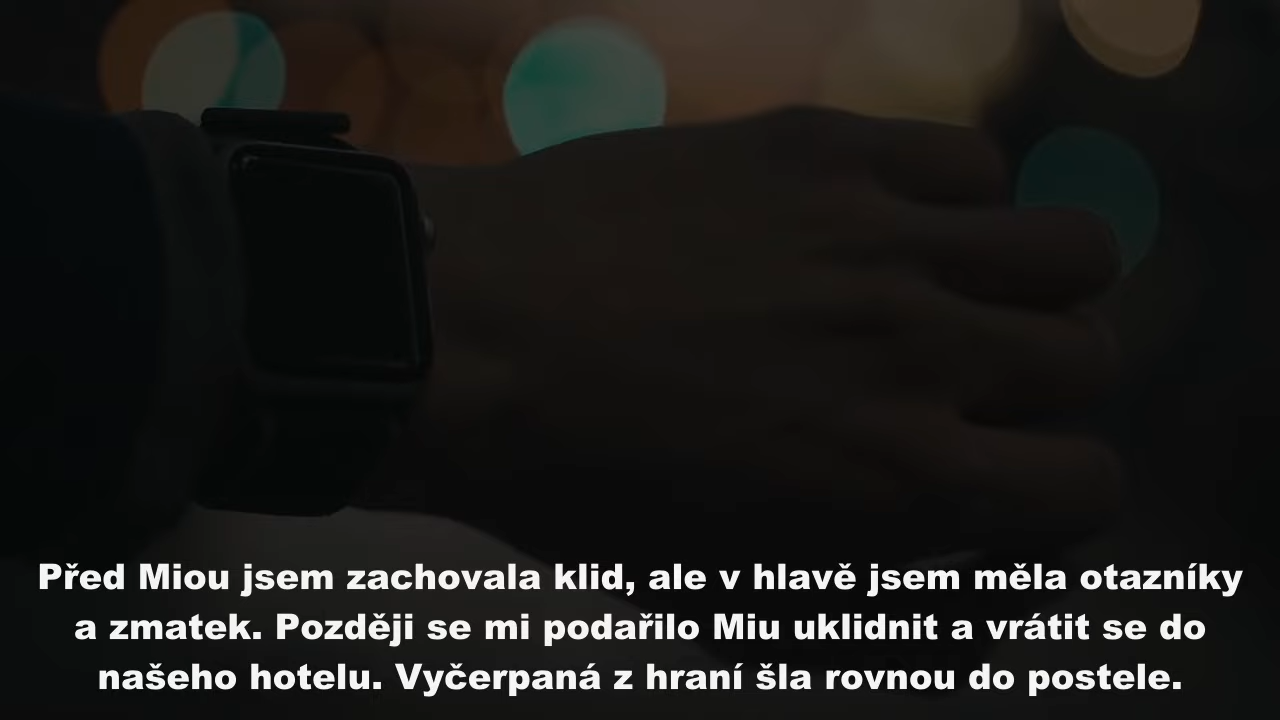 Před Miou jsem zachovala klid, ale v hlavě jsem měla otazníky
a zmatek. Později se mi podařilo Miu uklidnit a vrátit se do
našeho hotelu. Vyčerpaná z hraní šla rovnou do postele.